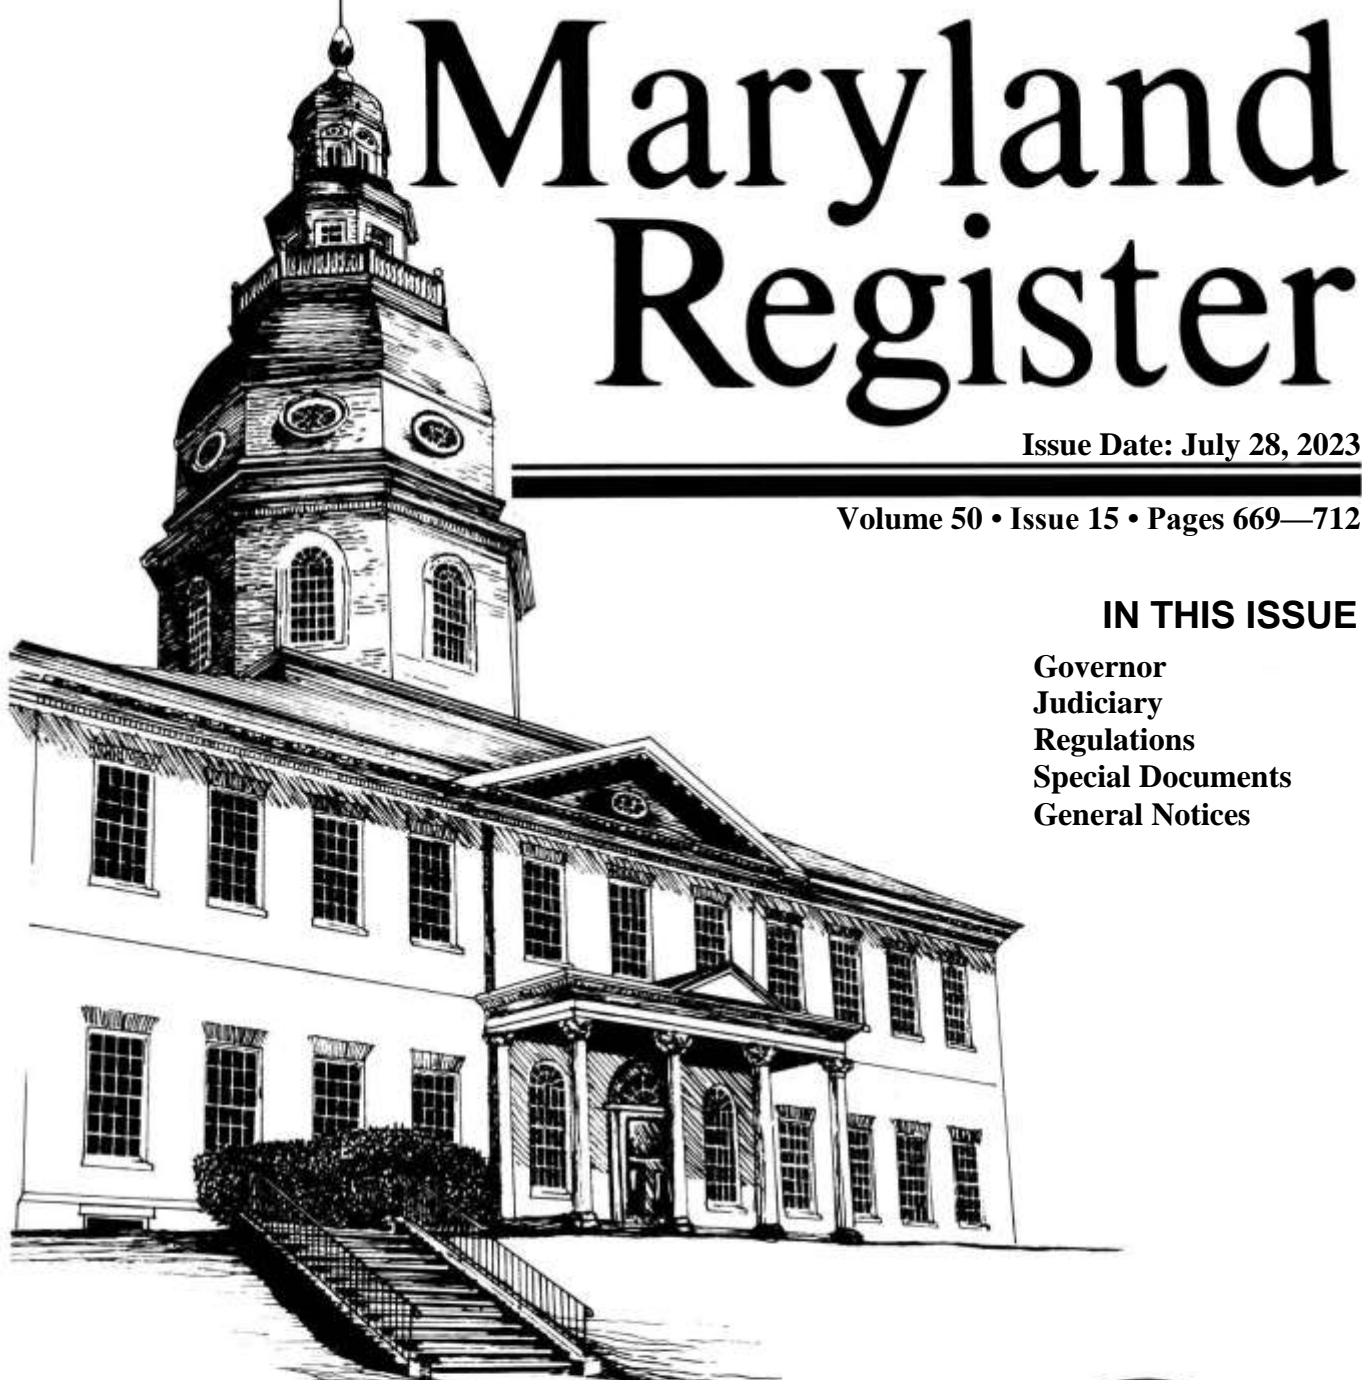 Maryland
Register
Issue Date: July 28, 2023
Volume 50 • Issue 15 • Pages 669—712
IN THIS ISSUE
Governor
Judiciary
Regulations
Special Documents
General Notices